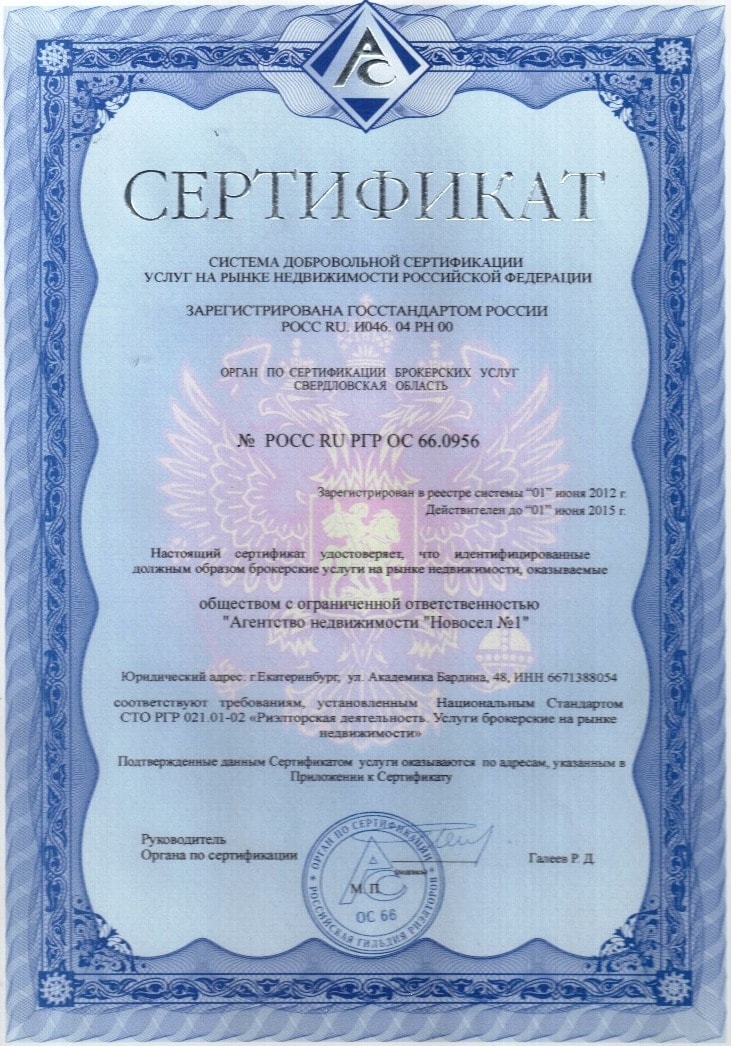 АС
СЕРТИФИКАТ
СИСТЕМА ДОБРОВОЛЬНОЙ СЕРТИФИКАЦИИ
УСЛУГ НА РЫНКЕ НЕДВИЖИМОСТИ РОССИЙСКОЙ ФЕДЕРАЦИИ
ЗАРЕГИСТРИРОВАНА ГОССТАНДАРТОМ РОССИИ
РОСС RU. И046. 04 РН 00
ОРГАН ПО СЕРТИФИКАЦИИ БРОКЕРСКИХ УСЛУГ
СВЕРДЛОВСКАЯ ОБЛАСТЬ
№ РОСС RU РГР ОС 66.0956
Зарегистрирован в реестре системы “01” июня 2012 г.
Действителен до “01” июня 2015 г.
Настоящий сертификат удостоверяет, что идентифицированные
должным образом брокерские услуги на рынке недвижимости, оказываемые
обществом с ограниченной ответственностью
"Агентство недвижимости "Новосел №1"
Юридический адрес: г.Екатеринбург, ул. Академика Бардина, 48, ИНН 6671388054
соответствуют требованиям, установленным Национальным Стандартом
СТО РГР 021.01-02 «Риэлторская деятельность. Услуги брокерские на рынке
недвижимости»
Подтвержденные данным Сертификатом услуги оказываются по адресам, указанным в
Приложении к Сертификату
Руководитель
Органа по сертификации
Галеев Р. Д.
(подпись)
М. П.
ОРГАН ПО СЕРТИФИКАЦИИ
АС
ОС 66
РОССИЙСКАЯ ГИЛЬДИЯ РИЭЛТОРОВ